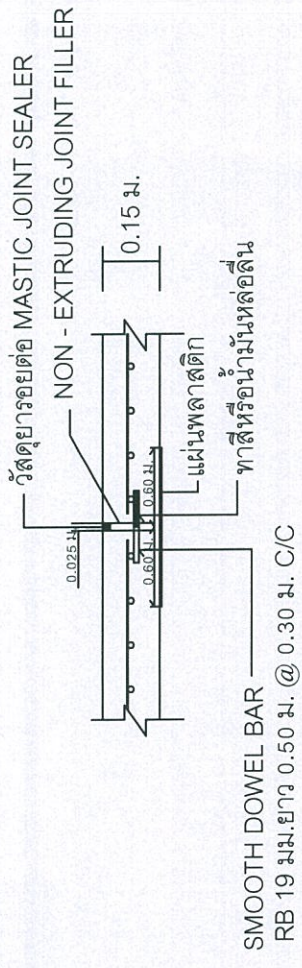 วัสดุยารอยต่อ MASTIC JOINT SEALER
NON - EXTRUDING JOINT FILLER
0.025 ม.
0.15 ม.
0.60 ม.
0.60 ม.
แผ่นพลาสติก
ทาสีหรือน้ำมันหล่อลื่น
SMOOTH DOWEL BAR
RB 19 มม.ยาว 0.50 ม. @ 0.30 ม. C/C